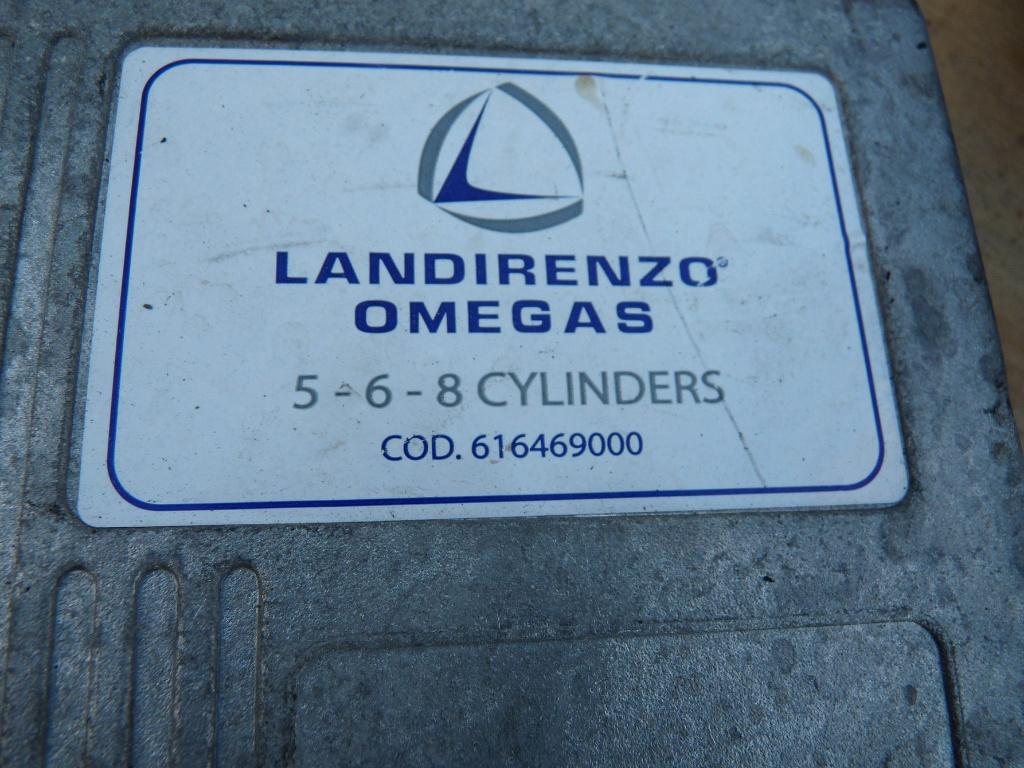 LANDIRENZO®
OMEGAS
5 - 6 - 8 CYLINDERS
COD. 616469000